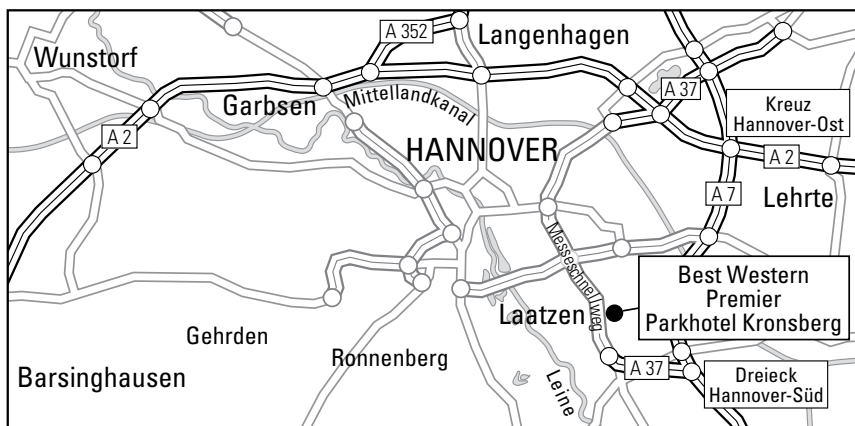 A 352
Langenhagen
Wunstorf
Garbsen
Mittellandkanal
A 37
Kreuz
Hannover-Ost
A 2
HANNOVER
A 2
A 7
Lehrte
Messeschnellweg
Best Western
Premier
Parkhotel Kronsberg
Laatzen
Gehrden
Ronnenberg
Barsinghausen
Leine
A 37
Dreieck
Hannover-Süd